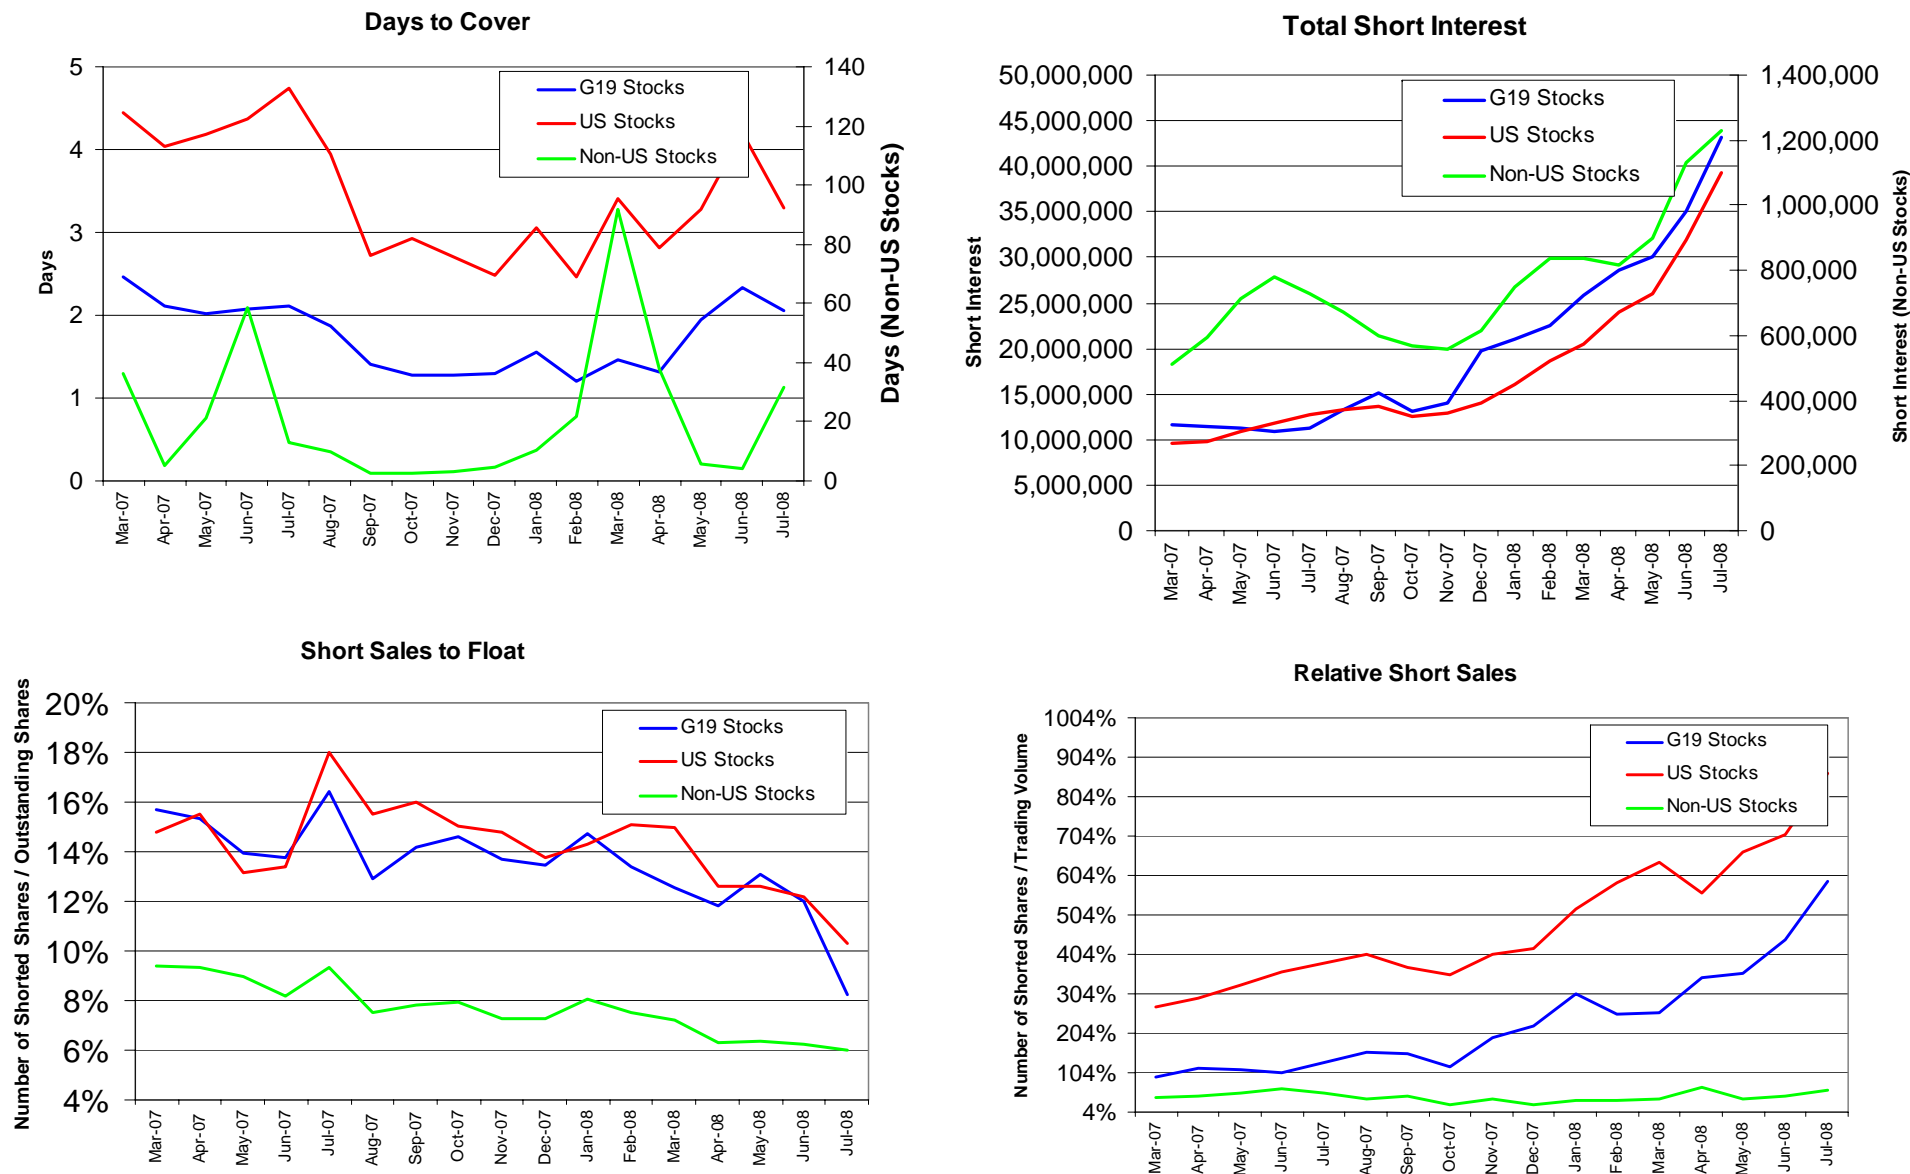 Days to Cover
5
4
3
2
1
0
Days
140
120
100
80
60
40
20
0
Days (Non-US Stocks)
G19 Stocks
US Stocks
Non-US Stocks
Mar-07
Apr-07
May-07
Jun-07
Jul-07
Aug-07
Sep-07
Oct-07
Nov-07
Dec-07
Jan-08
Feb-08
Mar-08
Apr-08
May-08
Jun-08
Jul-08
Total Short Interest
50,000,000
45,000,000
40,000,000
35,000,000
30,000,000
25,000,000
20,000,000
15,000,000
10,000,000
5,000,000
0
Short Interest
1,400,000
1,200,000
1,000,000
800,000
600,000
400,000
200,000
0
Short Interest (Non-US Stocks)
G19 Stocks
US Stocks
Non-US Stocks
Mar-07
Apr-07
May-07
Jun-07
Jul-07
Aug-07
Sep-07
Oct-07
Nov-07
Dec-07
Jan-08
Feb-08
Mar-08
Apr-08
May-08
Jun-08
Jul-08
Short Sales to Float
Number of Shorted Shares / Outstanding Shares
20%
18%
16%
14%
12%
10%
8%
6%
4%
G19 Stocks
US Stocks
Non-US Stocks
Mar-07
Apr-07
May-07
Jun-07
Jul-07
Aug-07
Sep-07
Oct-07
Nov-07
Dec-07
Jan-08
Feb-08
Mar-08
Apr-08
May-08
Jun-08
Jul-08
Relative Short Sales
Number of Shorted Shares / Trading Volume
1004%
904%
804%
704%
604%
504%
404%
304%
204%
104%
4%
G19 Stocks
US Stocks
Non-US Stocks
Mar-07
Apr-07
May-07
Jun-07
Jul-07
Aug-07
Sep-07
Oct-07
Nov-07
Dec-07
Jan-08
Feb-08
Mar-08
Apr-08
May-08
Jun-08
Jul-08